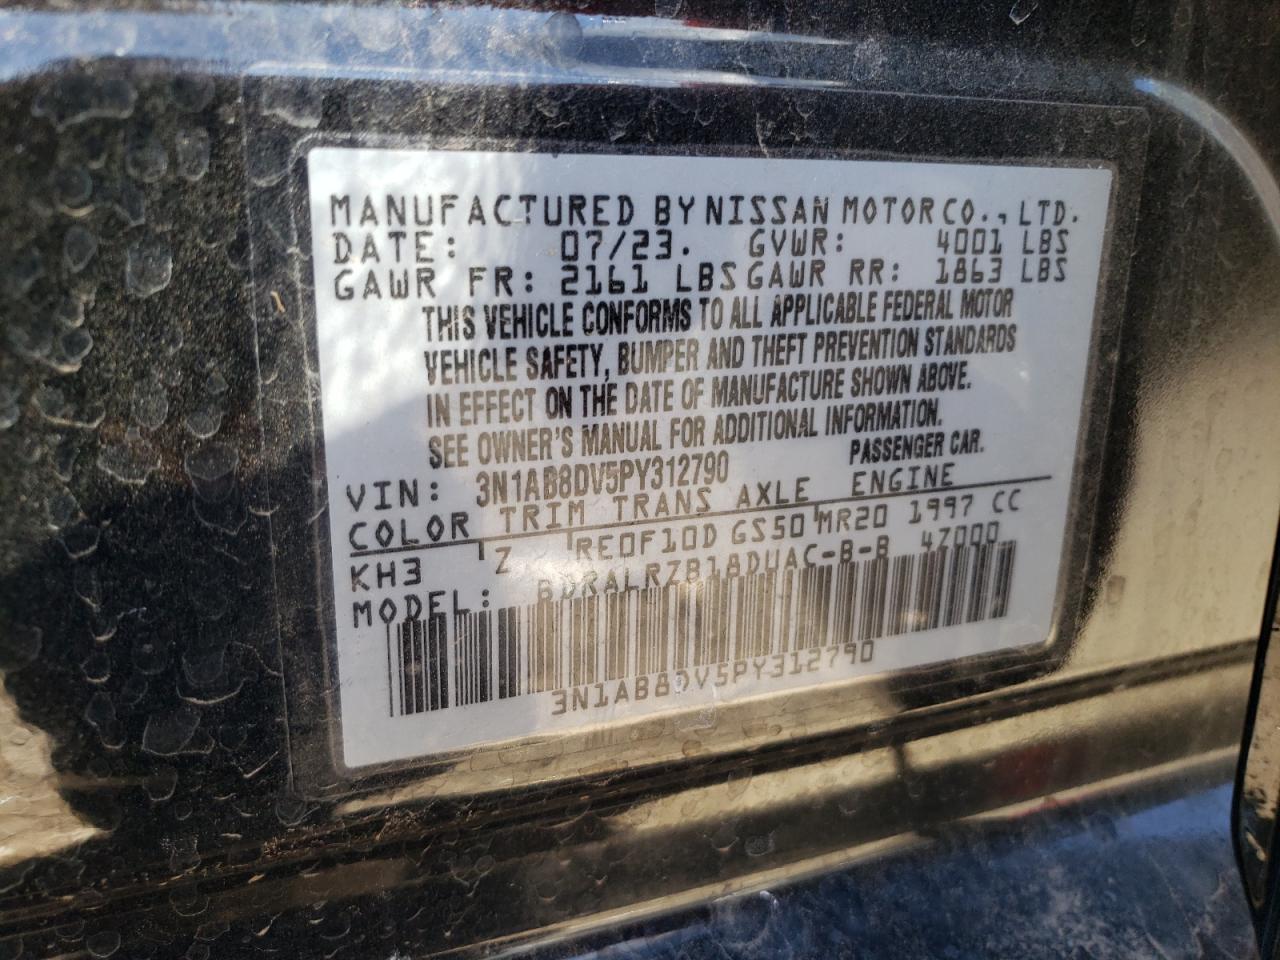 MANUFACTURED BY NISSAN MOTOR CO., LTD.
DATE: 07/23. GVWR: 4001 LBS
GAWR FR: 2161 LBS GAWR RR: 1863 LBS
THIS VEHICLE CONFORMS TO ALL APPLICABLE FEDERAL MOTOR
VEHICLE SAFETY, BUMPER AND THEFT PREVENTION STANDARDS
IN EFFECT ON THE DATE OF MANUFACTURE SHOWN ABOVE.
SEE OWNER'S MANUAL FOR ADDITIONAL INFORMATION.
VIN: 3N1AB8DV5PY312790 PASSENGER CAR.
COLOR TRIM TRANS AXLE ENGINE
KH3 Z RE0F10D GS50 MR20 1997 CC
MODEL: BDRALRZB18DUAC-B-B 47000
3N1AB8DV5PY312790